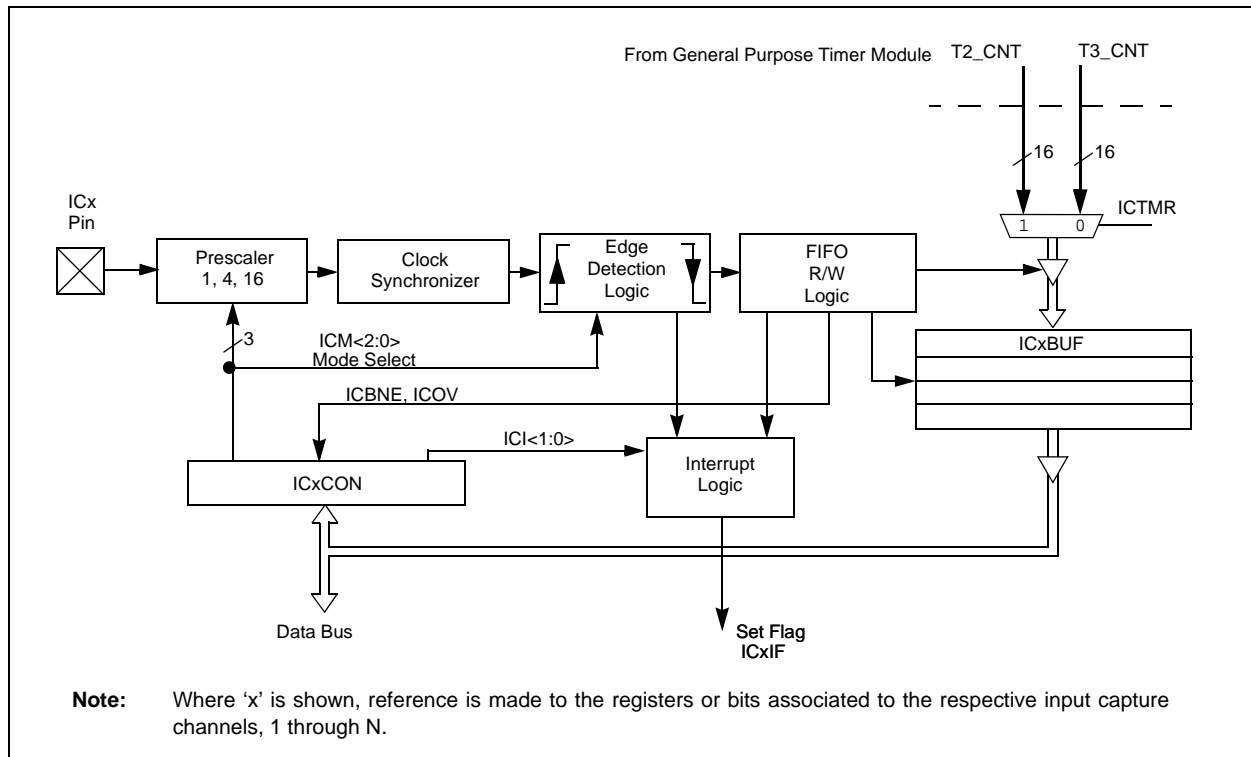 From General Purpose Timer Module
T2_CNT
T3_CNT
16
16
ICx
Pin
ICTMR
1
0
Prescaler
1, 4, 16
Clock
Synchronizer
Edge
Detection
Logic
FIFO
R/W
Logic
3
ICM<2:0>
Mode Select
ICxBUF
ICBNE, ICOV
ICI<1:0>
Interrupt
Logic
ICxCON
Data Bus
Set Flag
ICxIF
Note: Where ‘x’ is shown, reference is made to the registers or bits associated to the respective input capture
channels, 1 through N.